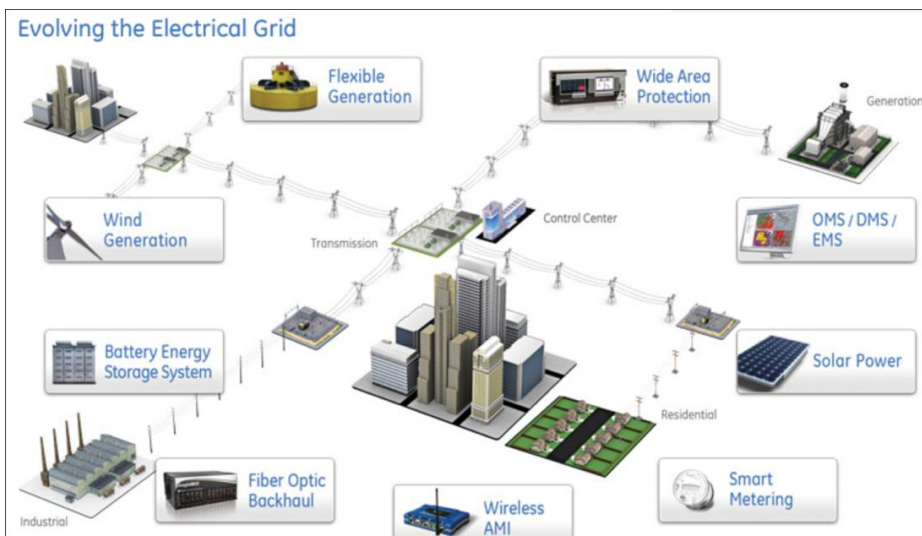 Evolving the Electrical Grid
Flexible
Generation
Wide Area
Protection
Generation
Wind
Generation
Transmission
Control Center
OMS / DMS /
EMS
Battery Energy
Storage System
Solar Power
Residential
Industrial
Fiber Optic
Backhaul
Wireless
AMI
Smart
Metering